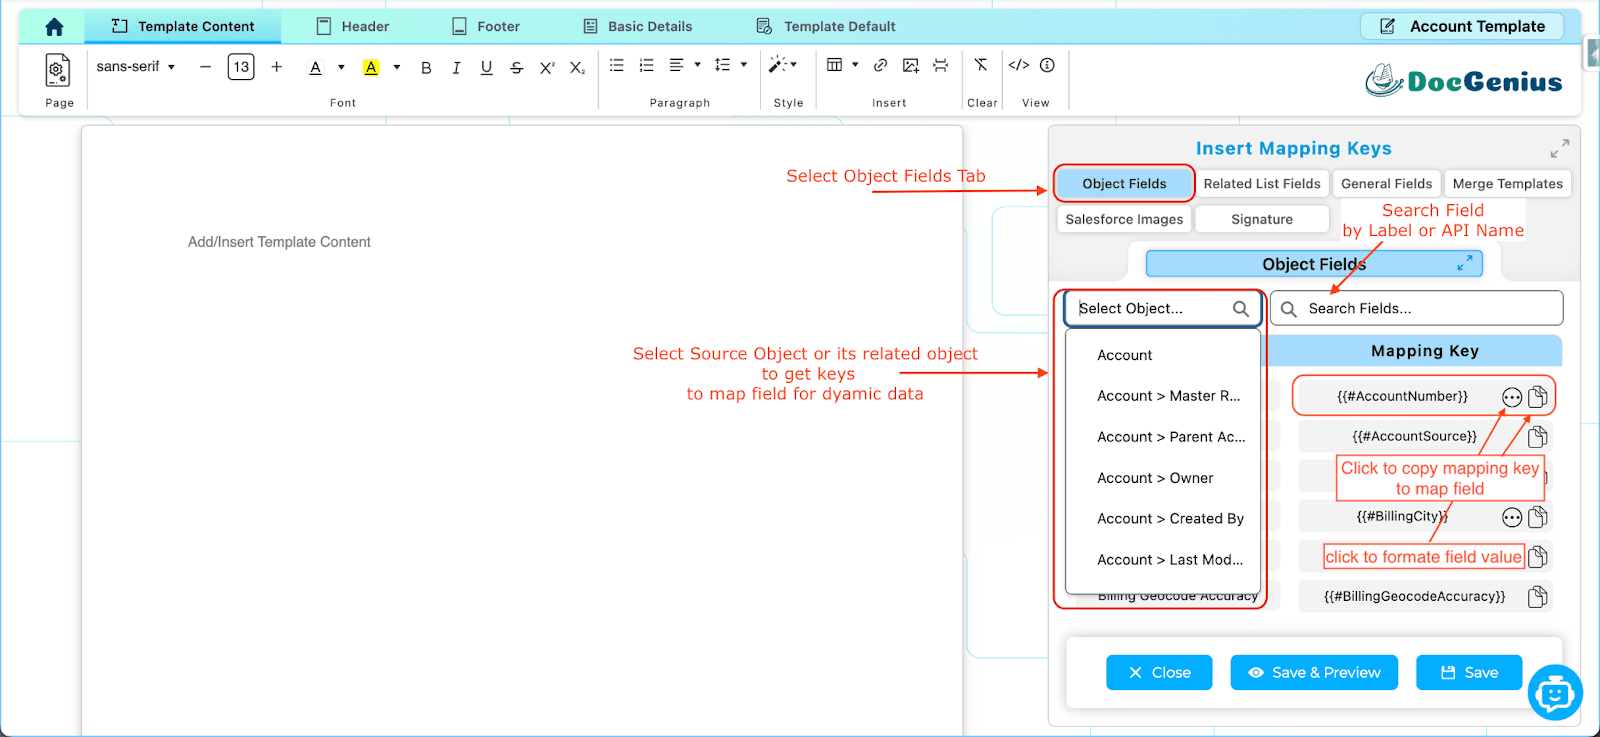 Template Content
Header
Footer
Basic Details
Template Default
Account Template
sans-serif
13
A
A
B
I
U
S
X²
X₂
</>
Page
Font
Paragraph
Style
Insert
Clear
View
DocGenius
Add/Insert Template Content
Insert Mapping Keys
Select Object Fields Tab
Object Fields
Related List Fields
General Fields
Merge Templates
Salesforce Images
Signature
Search Field
by Label or API Name
Object Fields
Select Object...
Search Fields...
Select Source Object or its related object
to get keys
to map field for dyamic data
Mapping Key
Account
Account > Master R...
Account > Parent Ac...
Account > Owner
Account > Created By
Account > Last Mod...
Billing Geocode Accuracy
{{#AccountNumber}}
{{#AccountSource}}
Click to copy mapping key
to map field
{{#BillingCity}}
click to formate field value
{{#BillingGeocodeAccuracy}}
Close
Save & Preview
Save